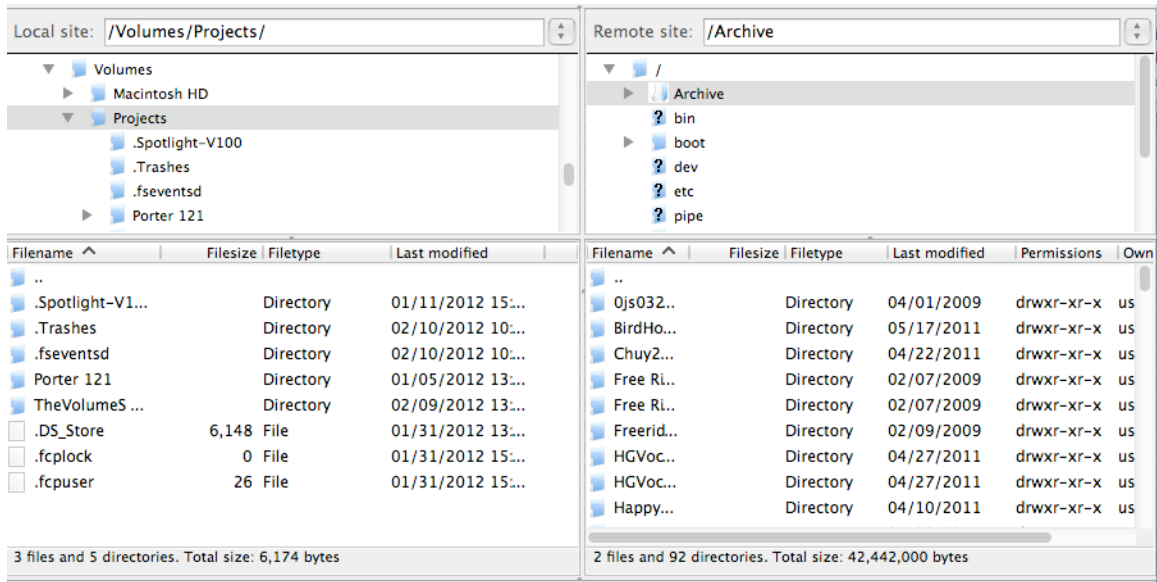 Local site: /Volumes/Projects/
Volumes
Macintosh HD
Projects
.Spotlight-V100
.Trashes
.fseventsd
Porter 121
Filename Filesize Filetype Last modified
..
.Spotlight-V1... Directory 01/11/2012 15:...
.Trashes Directory 02/10/2012 10:...
.fseventsd Directory 02/10/2012 10:...
Porter 121 Directory 01/05/2012 13:...
TheVolumeS ... Directory 02/09/2012 13:...
.DS_Store 6,148 File 01/31/2012 13:...
.fcplock 0 File 01/31/2012 15:...
.fcpuser 26 File 01/31/2012 15:...
3 files and 5 directories. Total size: 6,174 bytes
Remote site: /Archive
/
Archive
? bin
boot
? dev
? etc
? pipe
Filename Filesize Filetype Last modified Permissions Own
..
0js032... Directory 04/01/2009 drwxr-xr-x us
BirdHo... Directory 05/17/2011 drwxr-xr-x us
Chuy2... Directory 04/22/2011 drwxr-xr-x us
Free Ri... Directory 02/07/2009 drwxr-xr-x us
Free Ri... Directory 02/07/2009 drwxr-xr-x us
Freerid... Directory 02/09/2009 drwxr-xr-x us
HGVoc... Directory 04/27/2011 drwxr-xr-x us
HGVoc... Directory 04/27/2011 drwxr-xr-x us
Happy... Directory 04/10/2011 drwxr-xr-x us
2 files and 92 directories. Total size: 42,442,000 bytes